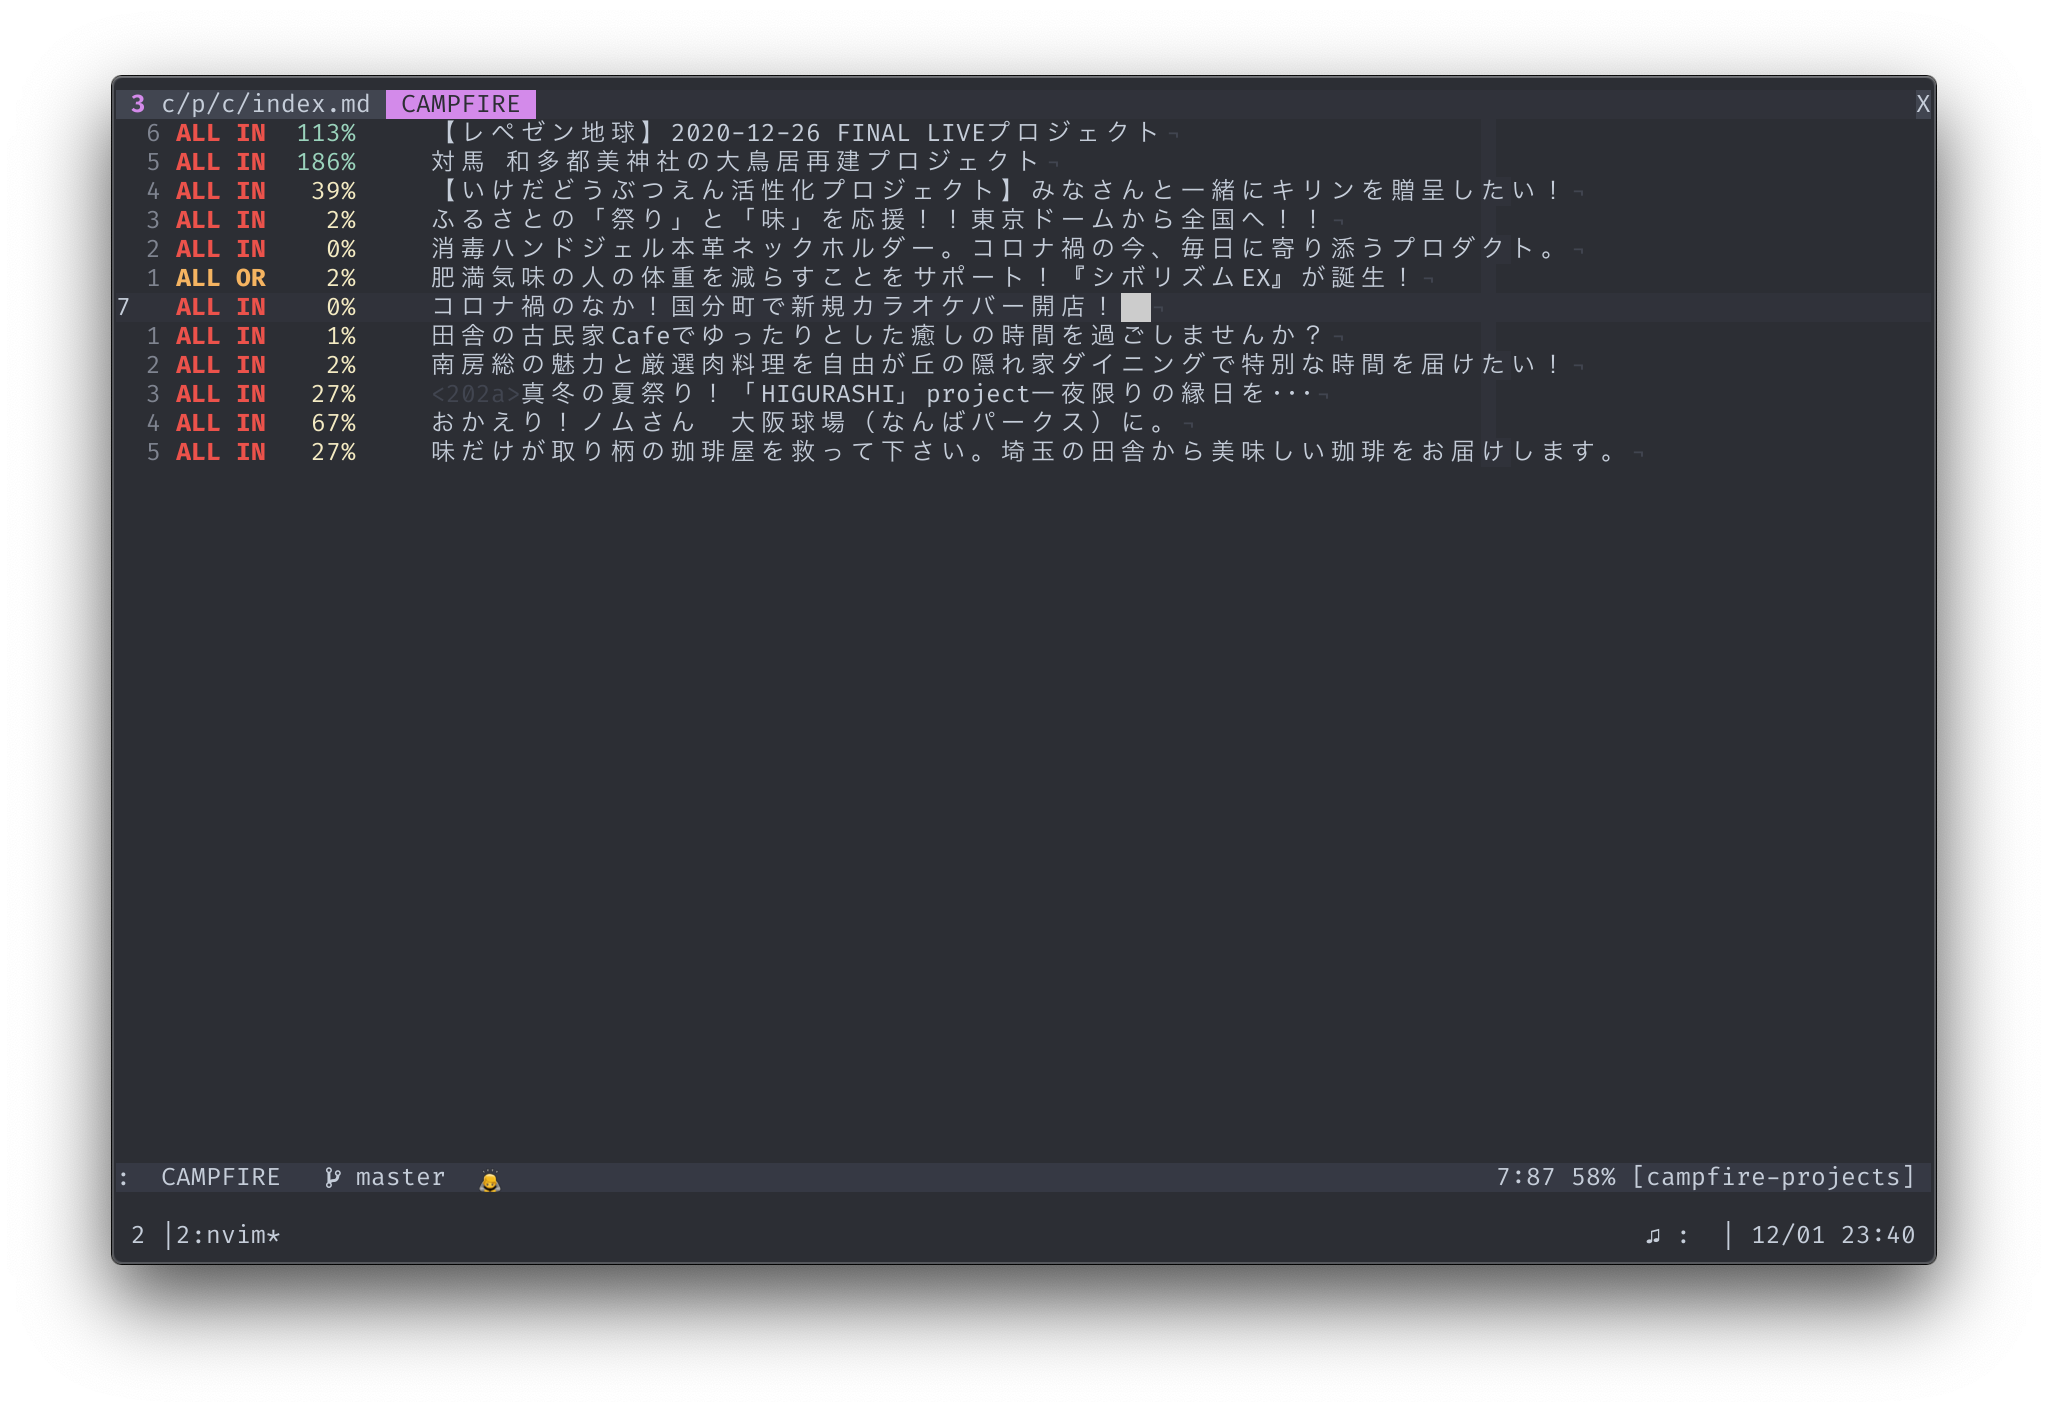 3 c/p/c/index.md CAMPFIRE X
6 ALL IN 113% 【レペゼン地球】2020-12-26 FINAL LIVEプロジェクト¬
5 ALL IN 186% 対馬 和多都美神社の大鳥居再建プロジェクト¬
4 ALL IN 39% 【いけだどうぶつえん活性化プロジェクト】みなさんと一緒にキリンを贈呈したい！¬
3 ALL IN 2% ふるさとの「祭り」と「味」を応援！！東京ドームから全国へ！！¬
2 ALL IN 0% 消毒ハンドジェル本革ネックホルダー。コロナ禍の今、毎日に寄り添うプロダクト。¬
1 ALL OR 2% 肥満気味の人の体重を減らすことをサポート！『シボリズムEX』が誕生！¬
7 ALL IN 0% コロナ禍のなか！国分町で新規カラオケバー開店！ ¬
1 ALL IN 1% 田舎の古民家Cafeでゆったりとした癒しの時間を過ごしませんか？¬
2 ALL IN 2% 南房総の魅力と厳選肉料理を自由が丘の隠れ家ダイニングで特別な時間を届けたい！¬
3 ALL IN 27% <202a>真冬の夏祭り！「HIGURASHI」project一夜限りの縁日を···¬
4 ALL IN 67% おかえり！ノムさん　大阪球場（なんばパークス）に。¬
5 ALL IN 27% 味だけが取り柄の珈琲屋を救って下さい。埼玉の田舎から美味しい珈琲をお届けします。¬
: CAMPFIRE master 7:87 58% [campfire-projects]
2 |2:nvim* ♫ : | 12/01 23:40